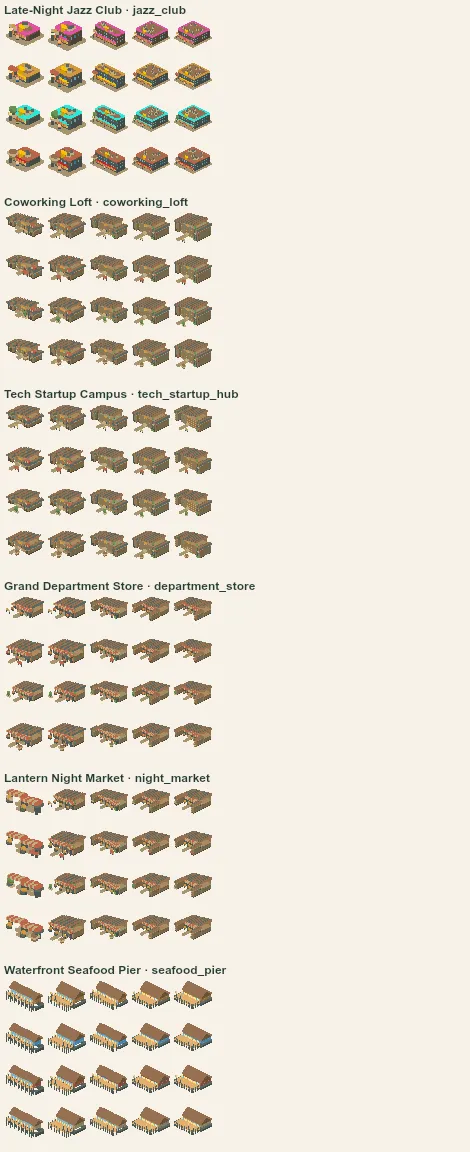 Late-Night Jazz Club · jazz_club
Coworking Loft · coworking_loft
Tech Startup Campus · tech_startup_hub
Grand Department Store · department_store
Lantern Night Market · night_market
Waterfront Seafood Pier · seafood_pier